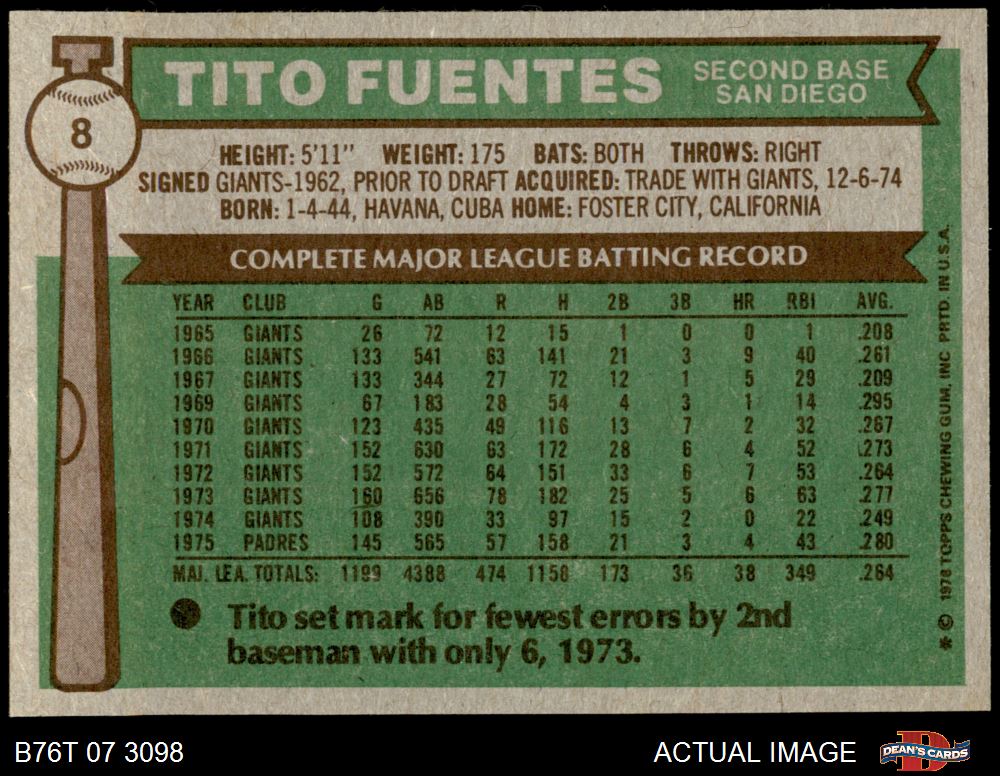 8
TITO FUENTES
SECOND BASE
SAN DIEGO
HEIGHT: 5'11" WEIGHT: 175 BATS: BOTH THROWS: RIGHT
SIGNED GIANTS-1962, PRIOR TO DRAFT ACQUIRED: TRADE WITH GIANTS, 12-6-74
BORN: 1-4-44, HAVANA, CUBA HOME: FOSTER CITY, CALIFORNIA
COMPLETE MAJOR LEAGUE BATTING RECORD
YEAR CLUB G AB R H 2B 3B HR RBI AVG.
1965 GIANTS 26 72 12 15 1 0 0 1 .208
1966 GIANTS 133 541 63 141 21 3 9 40 .261
1967 GIANTS 133 344 27 72 12 1 5 29 .209
1969 GIANTS 67 183 28 54 4 3 1 14 .295
1970 GIANTS 123 435 49 116 13 7 2 32 .267
1971 GIANTS 152 630 63 172 28 6 4 52 .273
1972 GIANTS 152 572 64 151 33 6 7 53 .264
1973 GIANTS 160 656 78 182 25 5 6 63 .277
1974 GIANTS 108 390 33 97 15 2 0 22 .249
1975 PADRES 145 565 57 158 21 3 4 43 .280
MAJ. LEA. TOTALS: 1199 4388 474 1158 173 36 38 349 .264
Tito set mark for fewest errors by 2nd
baseman with only 6, 1973.
* © 1976 TOPPS CHEWING GUM, INC PRTD. IN U.S.A.
B76T 07 3098
ACTUAL IMAGE
D
DEAN'S CARDS